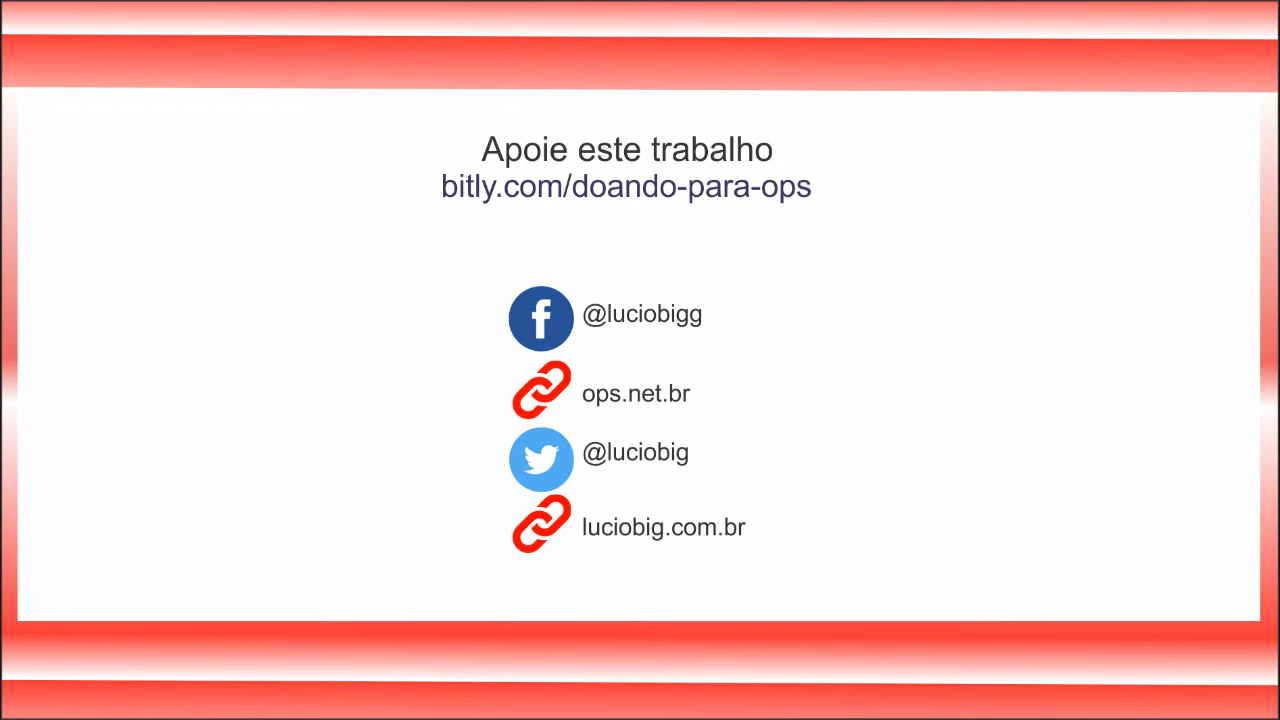 Apoie este trabalho
bitly.com/doando-para-ops
@luciobigg
ops.net.br
@luciobig
luciobig.com.br